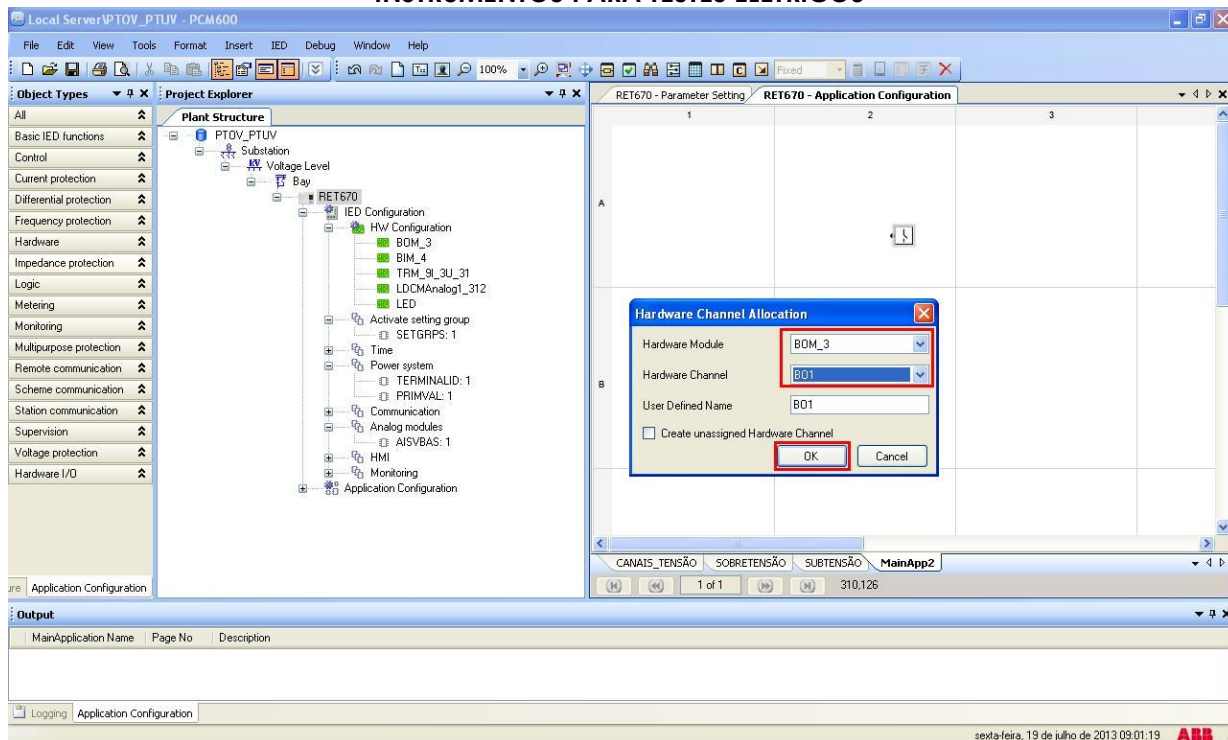 INSTRUMENTOS PARA TESTES ELÉTRICOS
Local Server\PTOV_PTUV - PCM600
File Edit View Tools Format Insert IED Debug Window Help
100%
Fixed
Object Types
Project Explorer
RET670 - Parameter Setting
RET670 - Application Configuration
All
Basic IED functions
Control
Current protection
Differential protection
Frequency protection
Hardware
Impedance protection
Logic
Metering
Monitoring
Multipurpose protection
Remote communication
Scheme communication
Station communication
Supervision
Voltage protection
Hardware I/O
Plant Structure
PTOV_PTUV
Substation
Voltage Level
Bay
RET670
IED Configuration
HW Configuration
BOM_3
BIM_4
TRM_9I_3U_31
LDCMAnalog1_312
LED
Activate setting group
SETGRPS: 1
Time
Power system
TERMINALID: 1
PRIMVAL: 1
Communication
Analog modules
AISVBAS: 1
HMI
Monitoring
Application Configuration
1 2 3
A
B
Hardware Channel Allocation
Hardware Module BOM_3
Hardware Channel BO1
User Defined Name BO1
Create unassigned Hardware Channel
OK Cancel
CANAIS_TENSÃO SOBRETENSÃO SUBTENSÃO MainApp2
1 of 1 310,126
Application Configuration
Output
MainApplication Name Page No Description
Logging Application Configuration
sexta-feira, 19 de julho de 2013 09:01:19 ABB